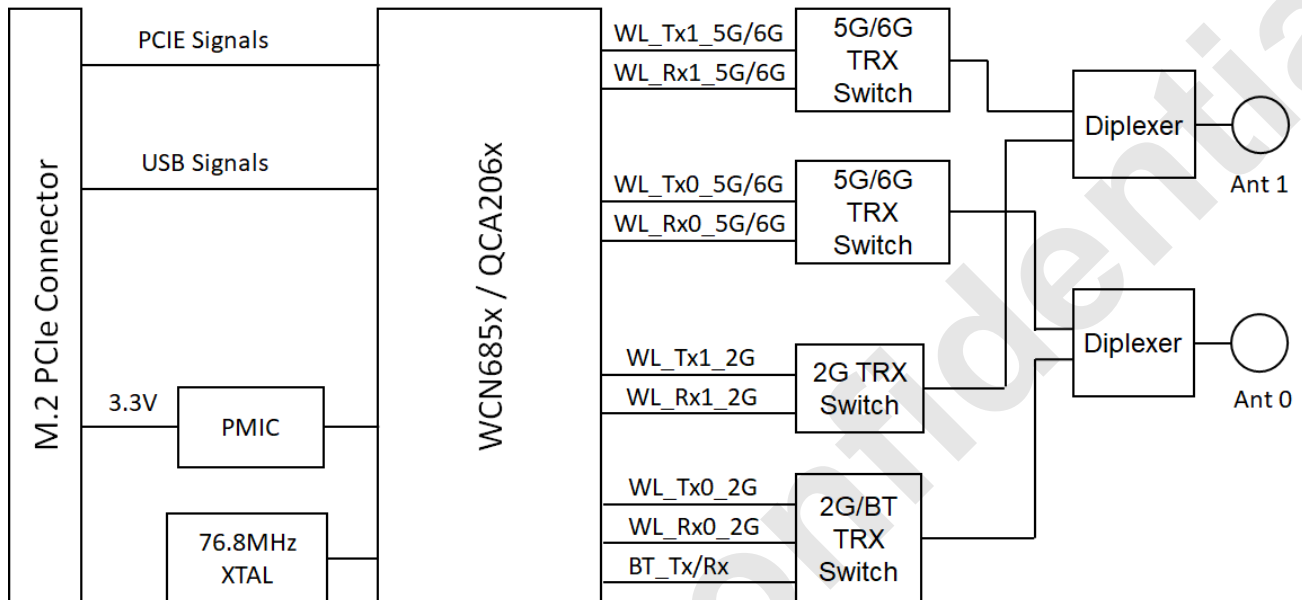 M.2 PCIe Connector
PCIE Signals
USB Signals
3.3V
PMIC
76.8MHz
XTAL
WCN685x / QCA206x
WL_Tx1_5G/6G
WL_Rx1_5G/6G
5G/6G
TRX
Switch
WL_Tx0_5G/6G
WL_Rx0_5G/6G
5G/6G
TRX
Switch
WL_Tx1_2G
WL_Rx1_2G
2G TRX
Switch
WL_Tx0_2G
WL_Rx0_2G
BT_Tx/Rx
2G/BT
TRX
Switch
Diplexer
Ant 1
Diplexer
Ant 0
onfidentia